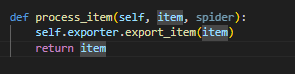 def process_item(self, item, spider):
    self.exporter.export_item(item)
    return item